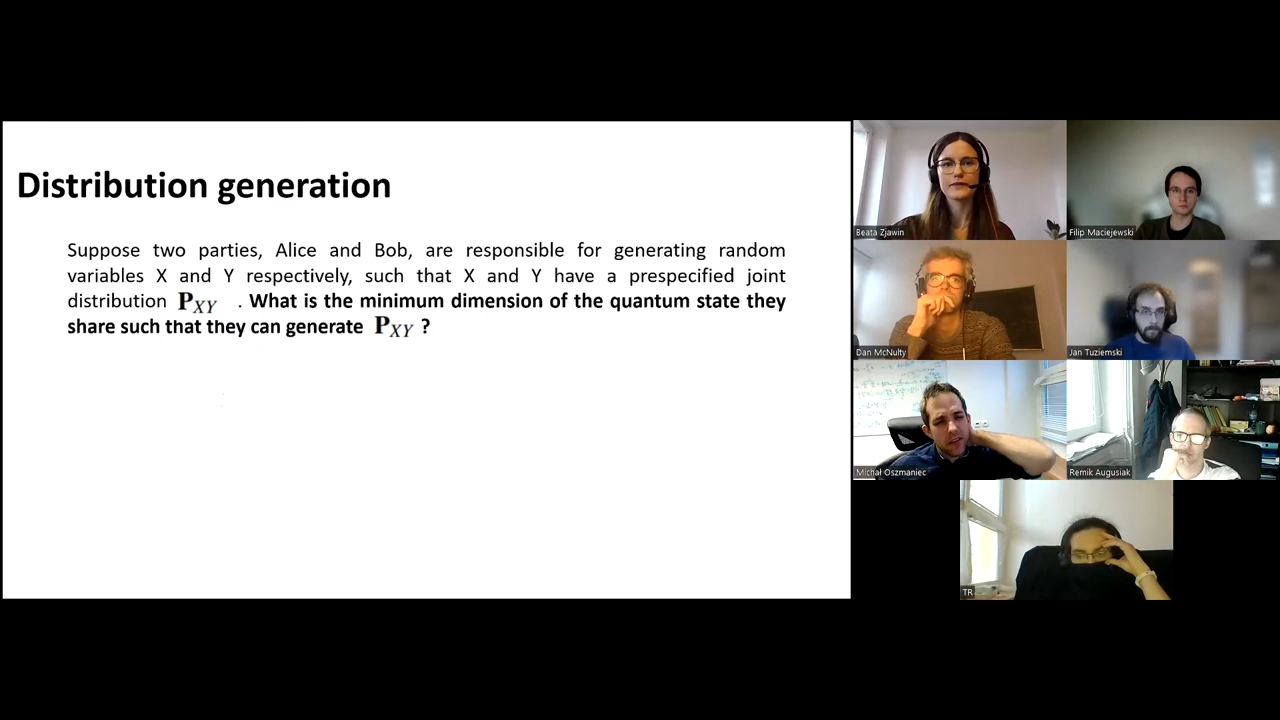 Distribution generation
Suppose two parties, Alice and Bob, are responsible for generating random
variables X and Y respectively, such that X and Y have a prespecified joint
distribution P_XY . What is the minimum dimension of the quantum state they
share such that they can generate P_XY ?
Beata Zjawin
Filip Maciejewski
Dan McNulty
Jan Tuziemski
Michał Oszmaniec
Remik Augusiak
TR